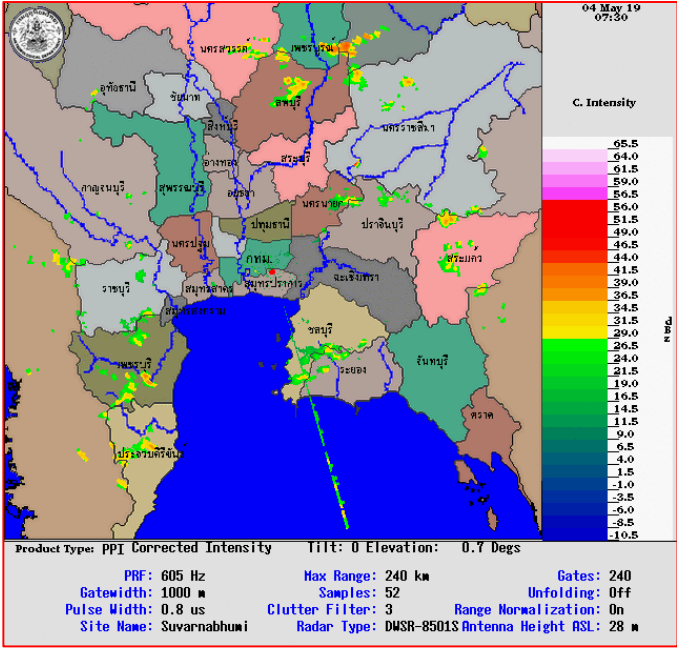 04 May 19
07:30
C. Intensity
65.5
64.0
61.5
59.0
56.5
56.0
51.5
49.0
46.5
44.0
41.5
39.0
36.5
34.5
31.5
29.0
26.5
24.0
21.5
19.0
16.5
14.5
11.5
9.0
6.5
4.0
1.5
-1.0
-3.5
-6.0
-8.5
-10.5
นครสวรรค์
เพชรบูรณ์
อุทัยธานี
ชัยนาท
ลพบุรี
สิงห์บุรี
นครราชสีมา
อ่างทอง
สระบุรี
กาญจนบุรี
สุพรรณบุรี
อยุธยา
นครนายก
ปราจีนบุรี
ปทุมธานี
นครปฐม
กทม.
สระแก้ว
ราชบุรี
สมุทรสาคร
สมุทรปราการ
ฉะเชิงเทรา
สมุทรสงคราม
ชลบุรี
เพชรบุรี
ระยอง
จันทบุรี
ตราด
ประจวบคีรีขันธ์
Product Type: PPI Corrected Intensity Tilt: 0 Elevation: 0.7 Degs
PRF: 605 Hz Max Range: 240 km Gates: 240
Gatewidth: 1000 m Samples: 52 Unfolding: Off
Pulse Width: 0.8 us Clutter Filter: 3 Range Normalization: On
Site Name: Suvarnabhumi Radar Type: DWSR-8501S Antenna Height ASL: 28 m